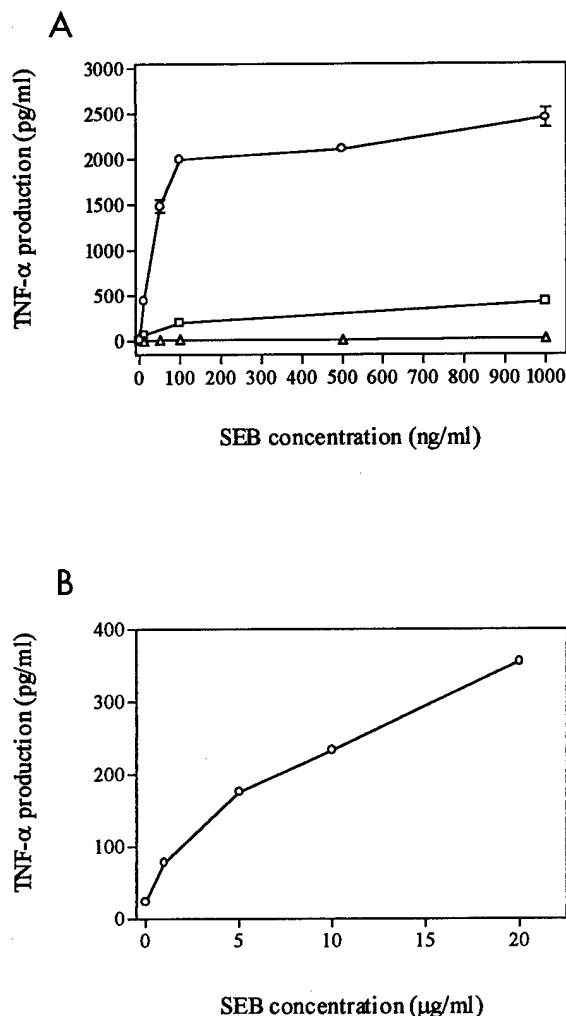 A
TNF-α production (pg/ml)
3000
2500
2000
1500
1000
500
0
0 100 200 300 400 500 600 700 800 900 1000
SEB concentration (ng/ml)
B
TNF-α production (pg/ml)
400
300
200
100
0
0 5 10 15 20
SEB concentration (μg/ml)